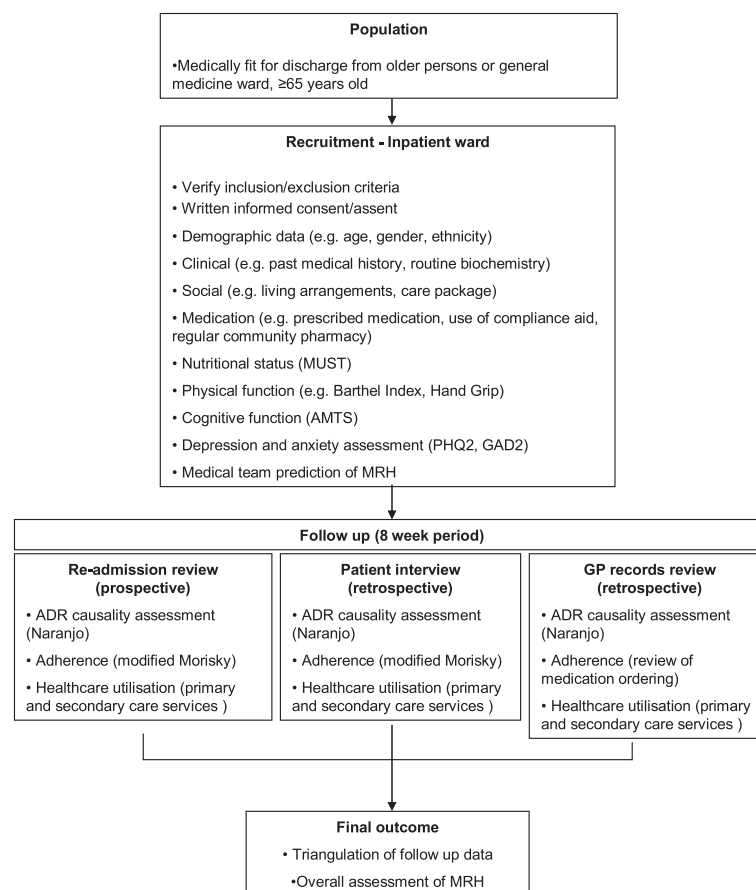 Population
•Medically fit for discharge from older persons or general
medicine ward, ≥65 years old
Recruitment - Inpatient ward
• Verify inclusion/exclusion criteria
• Written informed consent/assent
• Demographic data (e.g. age, gender, ethnicity)
• Clinical (e.g. past medical history, routine biochemistry)
• Social (e.g. living arrangements, care package)
• Medication (e.g. prescribed medication, use of compliance aid,
regular community pharmacy)
• Nutritional status (MUST)
• Physical function (e.g. Barthel Index, Hand Grip)
• Cognitive function (AMTS)
• Depression and anxiety assessment (PHQ2, GAD2)
• Medical team prediction of MRH
Follow up (8 week period)
Re-admission review
(prospective)
• ADR causality assessment
(Naranjo)
• Adherence (modified Morisky)
• Healthcare utilisation (primary
and secondary care services )
Patient interview
(retrospective)
• ADR causality assessment
(Naranjo)
• Adherence (modified Morisky)
• Healthcare utilisation (primary
and secondary care services )
GP records review
(retrospective)
• ADR causality assessment
(Naranjo)
• Adherence (review of
medication ordering)
• Healthcare utilisation (primary
and secondary care services )
Final outcome
• Triangulation of follow up data
•Overall assessment of MRH